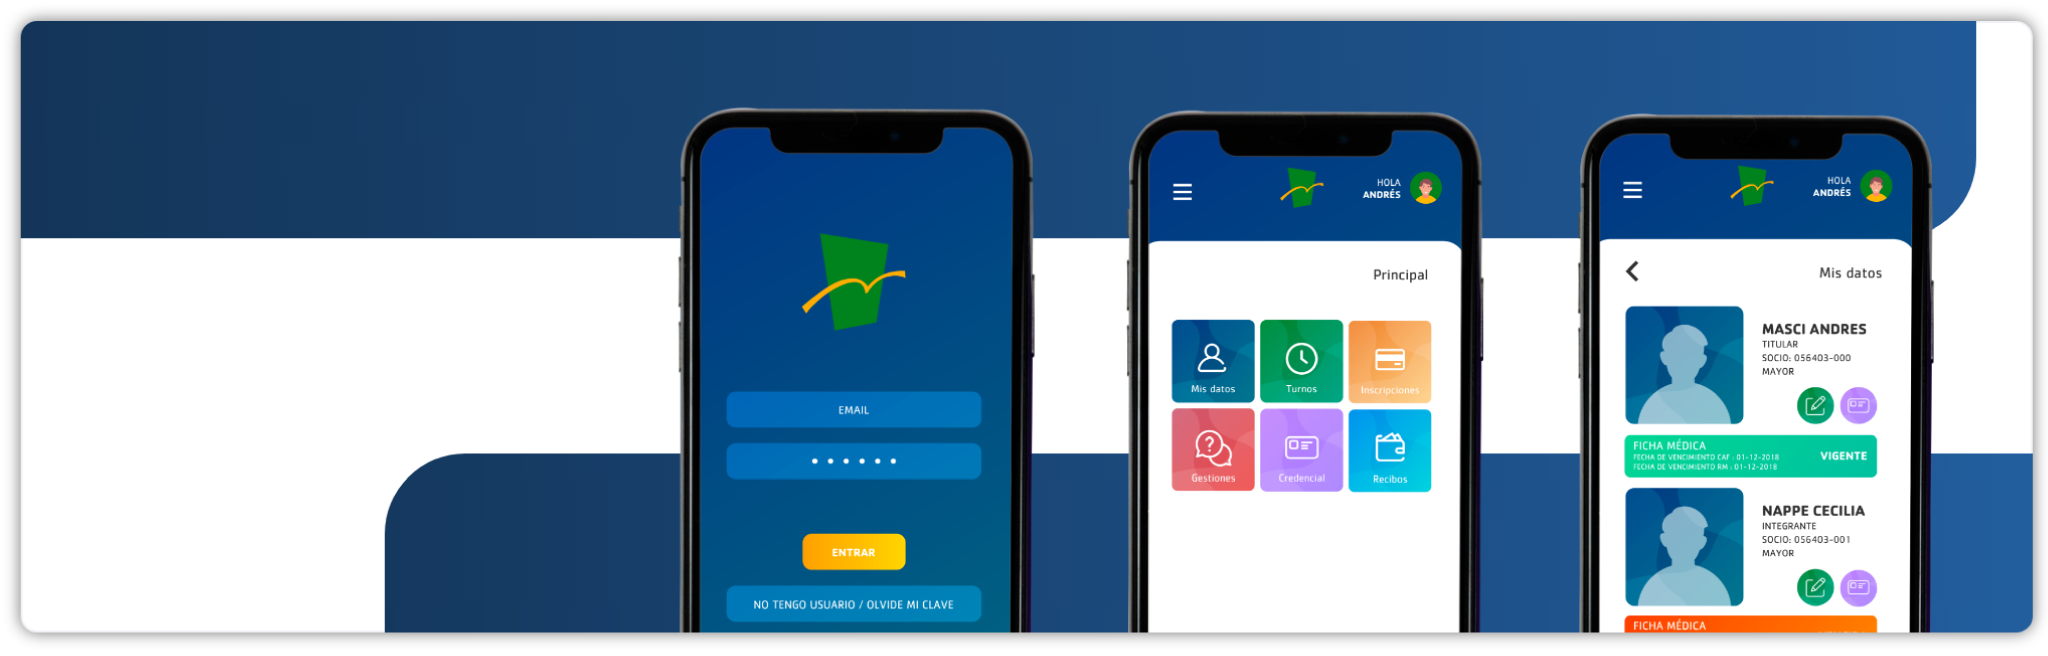 EMAIL
ENTRAR
NO TENGO USUARIO / OLVIDE MI CLAVE
HOLA
ANDRÉS
Principal
Mis datos
Turnos
Inscripciones
Gestiones
Credencial
Recibos
HOLA
ANDRÉS
Mis datos
MASCI ANDRES
TITULAR
SOCIO: 056403-000
MAYOR
FICHA MÉDICA
FECHA DE VENCIMIENTO CAF : 01-12-2018
FECHA DE VENCIMIENTO RM : 01-12-2018
VIGENTE
NAPPE CECILIA
INTEGRANTE
SOCIO: 056403-001
MAYOR
FICHA MÉDICA